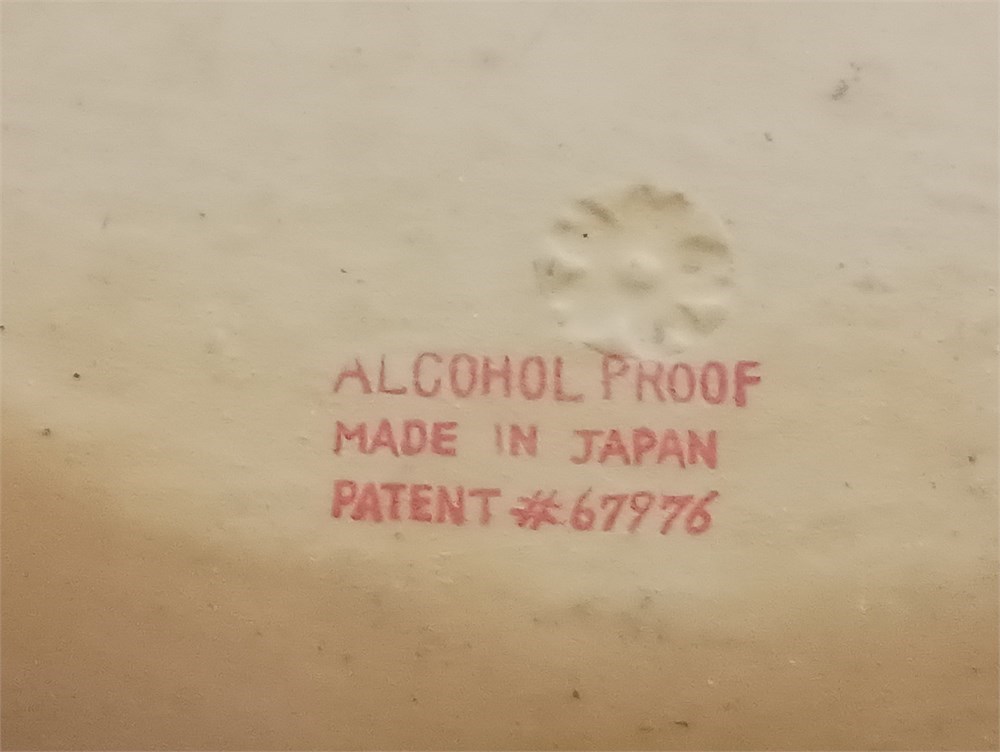 ALCOHOL PROOF
MADE IN JAPAN
PATENT #67976